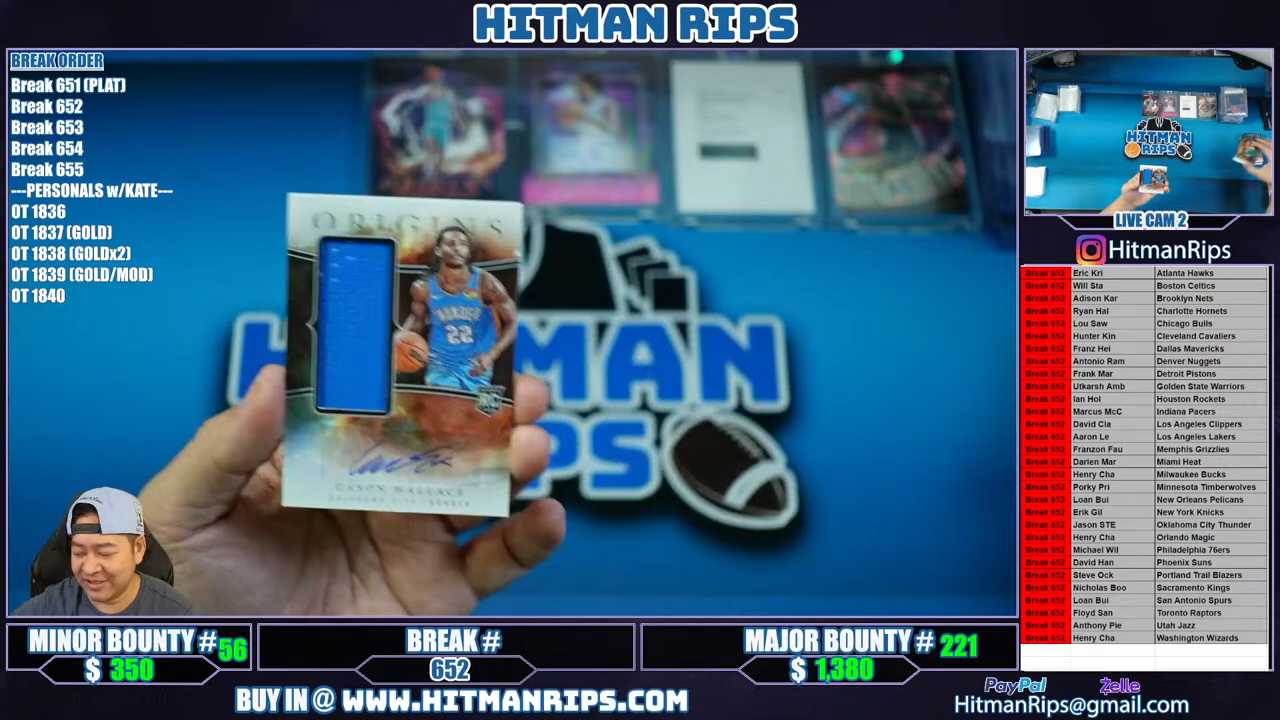 HITMAN RIPS
BREAK ORDER
Break 651 (PLAT)
Break 652
Break 653
Break 654
Break 655
---PERSONALS w/KATE---
OT 1836
OT 1837 (GOLD)
OT 1838 (GOLDx2)
OT 1839 (GOLD/MOD)
OT 1840
ORIGINS
THUNDER
22
RC
CASON WALLACE
OKLAHOMA CITY THUNDER
HITMAN
RIPS
HITMAN
RIPS
LIVE CAM 2
HitmanRips
Break 652 Eric Kri Atlanta Hawks
Break 652 Will Sta Boston Celtics
Break 652 Adison Kar Brooklyn Nets
Break 652 Ryan Hal Charlotte Hornets
Break 652 Lou Saw Chicago Bulls
Break 652 Hunter Kin Cleveland Cavaliers
Break 652 Franz Hei Dallas Mavericks
Break 652 Antonio Ram Denver Nuggets
Break 652 Frank Mar Detroit Pistons
Break 652 Utkarsh Amb Golden State Warriors
Break 652 Ian Hol Houston Rockets
Break 652 Marcus McC Indiana Pacers
Break 652 David Cla Los Angeles Clippers
Break 652 Aaron Le Los Angeles Lakers
Break 652 Franzon Fau Memphis Grizzlies
Break 652 Darien Mar Miami Heat
Break 652 Henry Cha Milwaukee Bucks
Break 652 Porky Pri Minnesota Timberwolves
Break 652 Loan Bui New Orleans Pelicans
Break 652 Erik Gil New York Knicks
Break 652 Jason STE Oklahoma City Thunder
Break 652 Henry Cha Orlando Magic
Break 652 Michael Wil Philadelphia 76ers
Break 652 David Han Phoenix Suns
Break 652 Steve Ock Portland Trail Blazers
Break 652 Nicholas Boo Sacramento Kings
Break 652 Loan Bui San Antonio Spurs
Break 652 Floyd San Toronto Raptors
Break 652 Anthony Pie Utah Jazz
Break 652 Henry Cha Washington Wizards
MINOR BOUNTY # 56
$ 350
BREAK #
652
MAJOR BOUNTY # 221
$ 1,380
BUY IN @ WWW.HITMANRIPS.COM
PayPal Zelle
HitmanRips@gmail.com